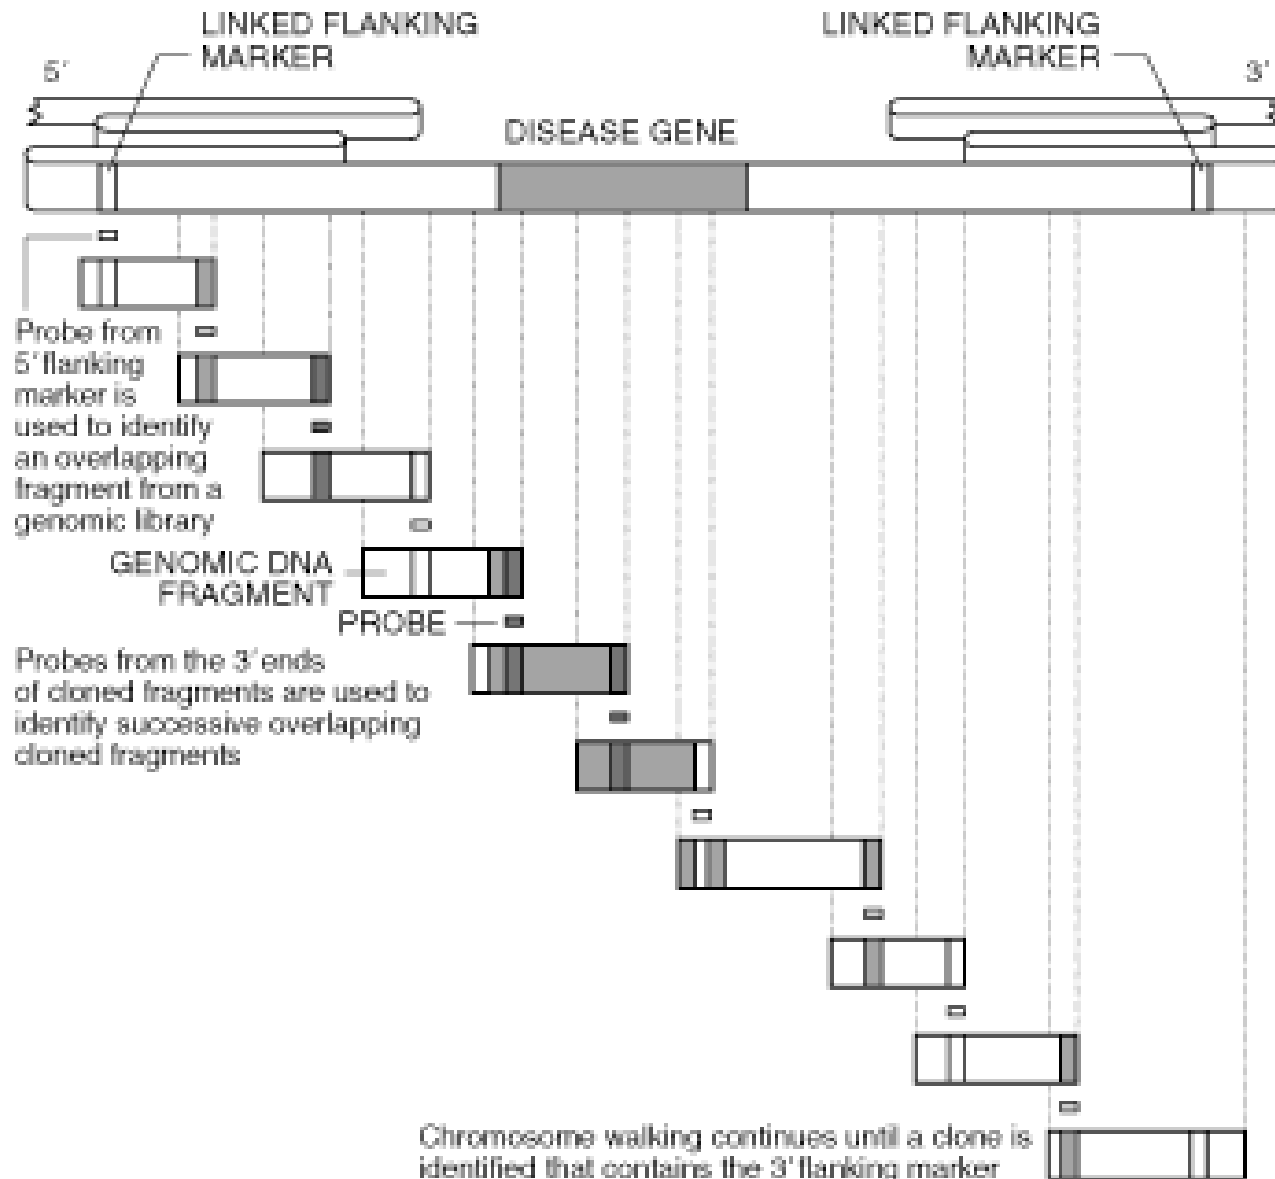 LINKED FLANKING
MARKER
LINKED FLANKING
MARKER
5'
3'
DISEASE GENE
Probe from
5' flanking
marker is
used to identify
an overlapping
fragment from a
genomic library
GENOMIC DNA
FRAGMENT
PROBE
Probes from the 3' ends
of cloned fragments are used to
identify successive overlapping
cloned fragments
Chromosome walking continues until a clone is
identified that contains the 3' flanking marker